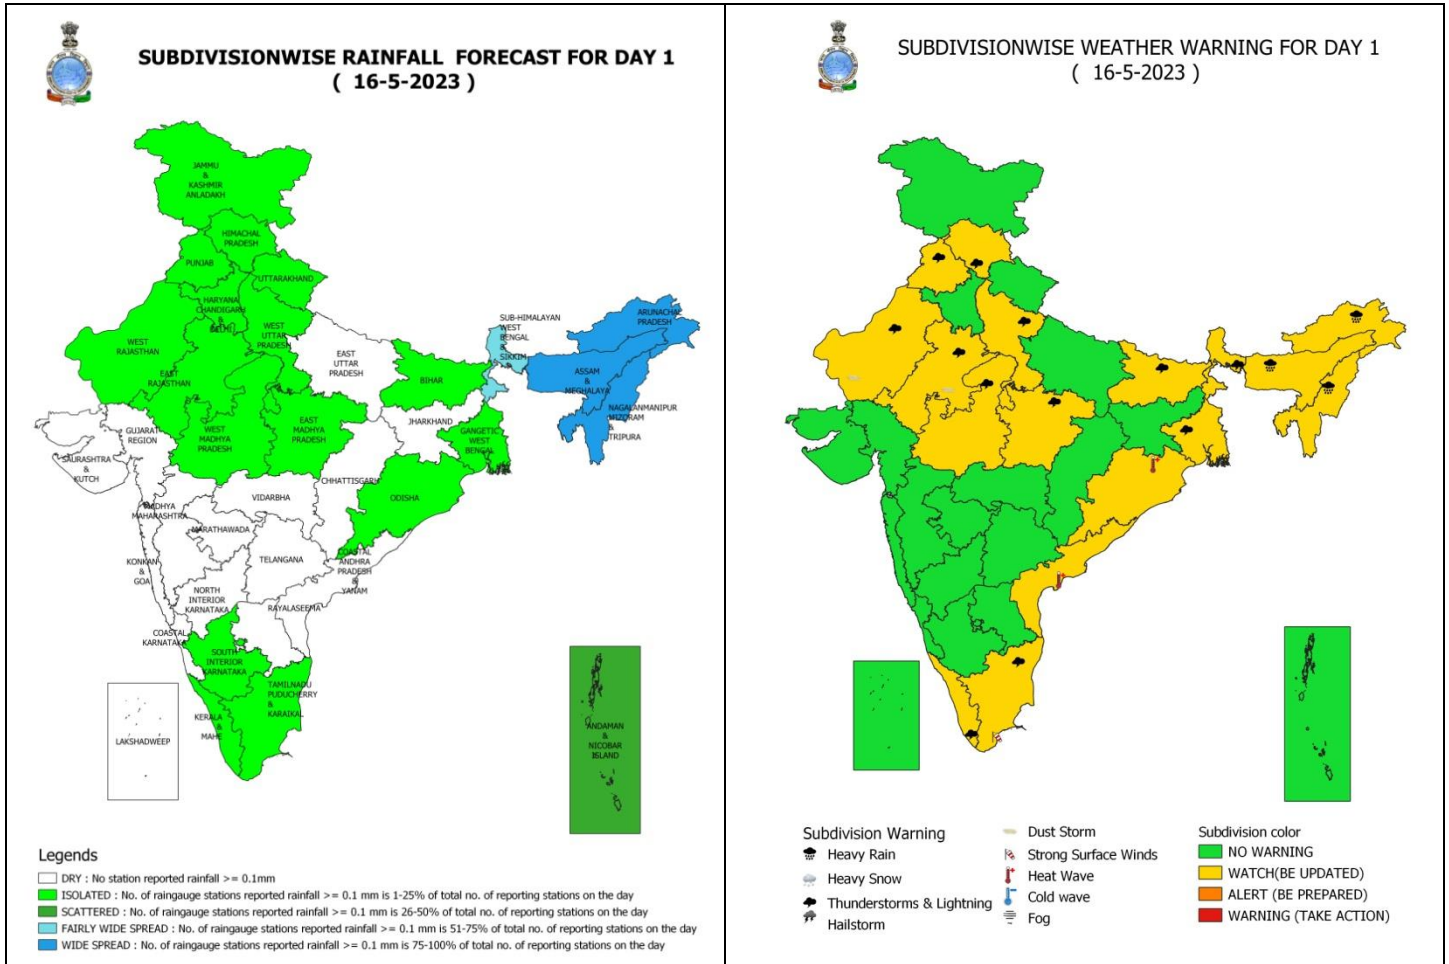 SUBDIVISIONWISE RAINFALL FORECAST FOR DAY 1
( 16-5-2023 )
JAMMU
&
KASHMIR
ANLADAKH
HIMACHAL
PRADESH
PUNJAB
UTTARAKHAND
HARYANA
CHANDIGARH
&
DELHI
WEST
UTTAR
PRADESH
WEST
RAJASTHAN
EAST
RAJASTHAN
EAST
UTTAR
PRADESH
SUB-HIMALAYAN
WEST
BENGAL
&
SIKKIM
ARUNACHAL
PRADESH
ASSAM
&
MEGHALAYA
NAGALANMANIPUR
MIZORAM
&
TRIPURA
BIHAR
JHARKHAND
GANGETIC
WEST
BENGAL
GUJARAT
REGION
SAURASHTRA
&
KUTCH
WEST
MADHYA
PRADESH
EAST
MADHYA
PRADESH
CHHATTISGARH
ODISHA
VIDARBHA
MADHYA
MAHARASHTRA
MARATHAWADA
TELANGANA
KONKAN
&
GOA
COASTAL
ANDHRA
PRADESH
&
YANAM
NORTH
INTERIOR
KARNATAKA
RAYALASEEMA
COASTAL
KARNATAKA
SOUTH
INTERIOR
KARNATAKA
TAMILNADU
PUDUCHERRY
&
KARAIKAL
KERALA
&
MAHE
LAKSHADWEEP
ANDAMAN
&
NICOBAR
ISLAND
Legends
DRY : No station reported rainfall >= 0.1mm
ISOLATED : No. of raingauge stations reported rainfall >= 0.1 mm is 1-25% of total no. of reporting stations on the day
SCATTERED : No. of raingauge stations reported rainfall >= 0.1 mm is 26-50% of total no. of reporting stations on the day
FAIRLY WIDE SPREAD : No. of raingauge stations reported rainfall >= 0.1 mm is 51-75% of total no. of reporting stations on the day
WIDE SPREAD : No. of raingauge stations reported rainfall >= 0.1 mm is 75-100% of total no. of reporting stations on the day
SUBDIVISIONWISE WEATHER WARNING FOR DAY 1
( 16-5-2023 )
Subdivision Warning
Heavy Rain
Heavy Snow
Thunderstorms & Lightning
Hailstorm
Dust Storm
Strong Surface Winds
Heat Wave
Cold wave
Fog
Subdivision color
NO WARNING
WATCH(BE UPDATED)
ALERT (BE PREPARED)
WARNING (TAKE ACTION)